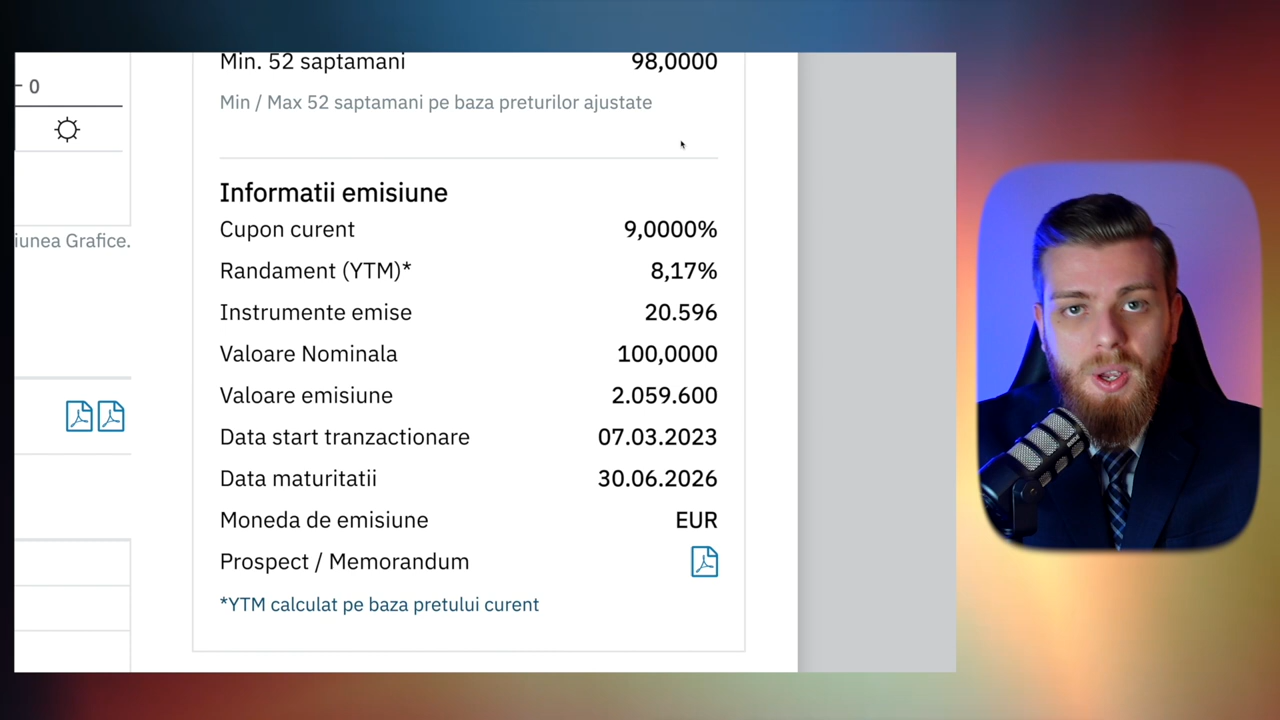 Min. 52 saptamani 98,0000
Min / Max 52 saptamani pe baza preturilor ajustate
0
iunea Grafice.
Informatii emisiune
Cupon curent 9,0000%
Randament (YTM)* 8,17%
Instrumente emise 20.596
Valoare Nominala 100,0000
Valoare emisiune 2.059.600
Data start tranzactionare 07.03.2023
Data maturitatii 30.06.2026
Moneda de emisiune EUR
Prospect / Memorandum
*YTM calculat pe baza pretului curent